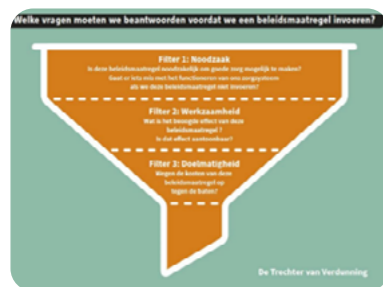 Welke vragen moeten we beantwoorden voordat we een beleidsmaatregel invoeren?
Filter 1: Noodzaak
Is deze beleidsmaatregel noodzakelijk om goede zorg mogelijk te maken?
Gaat er iets mis met het functioneren van ons zorgsysteem
als we deze beleidsmaatregel niet invoeren?
Filter 2: Werkzaamheid
Wat is het beoogde effect van deze
beleidsmaatregel?
Is dat effect aantoonbaar?
Filter 3: Doelmatigheid
Wegen de kosten van deze
beleidsmaatregel op
tegen de baten?
De Trechter van Verdunning